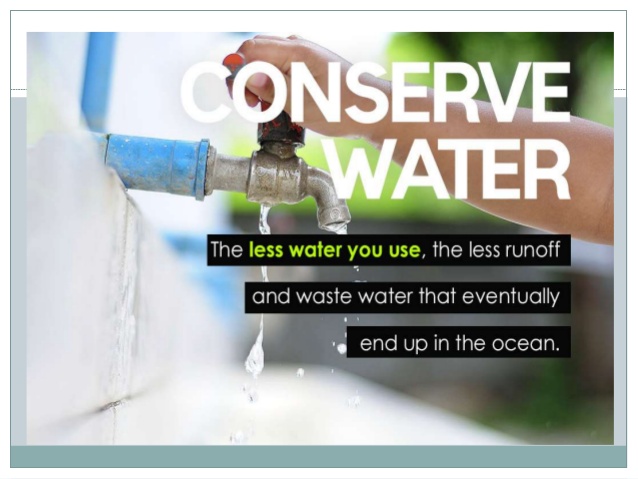 CONSERVE
WATER
The less water you use, the less runoff
and waste water that eventually
end up in the ocean.